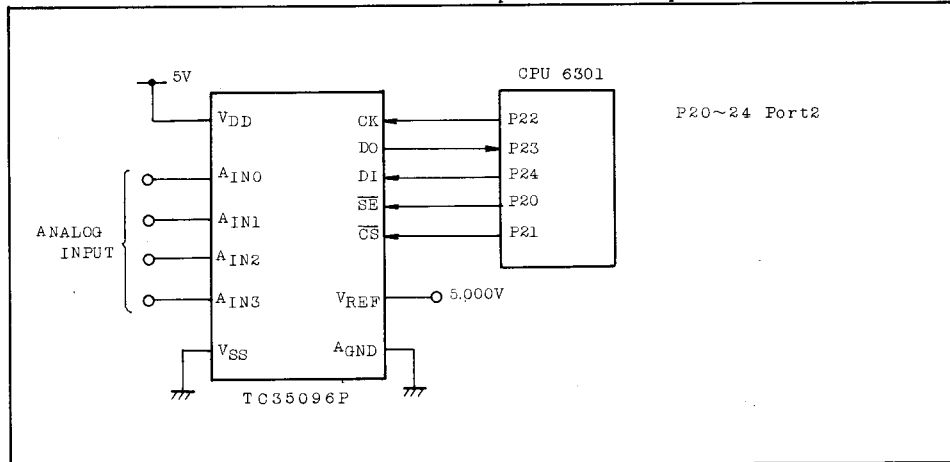 5V
CPU 6301
VDD
CK
P22
P20~24 Port2
DO
P23
AIN0
DI
P24
SE
P20
AIN1
CS
P21
ANALOG
INPUT
AIN2
AIN3
VREF
5.000V
VSS
AGND
TC35096P